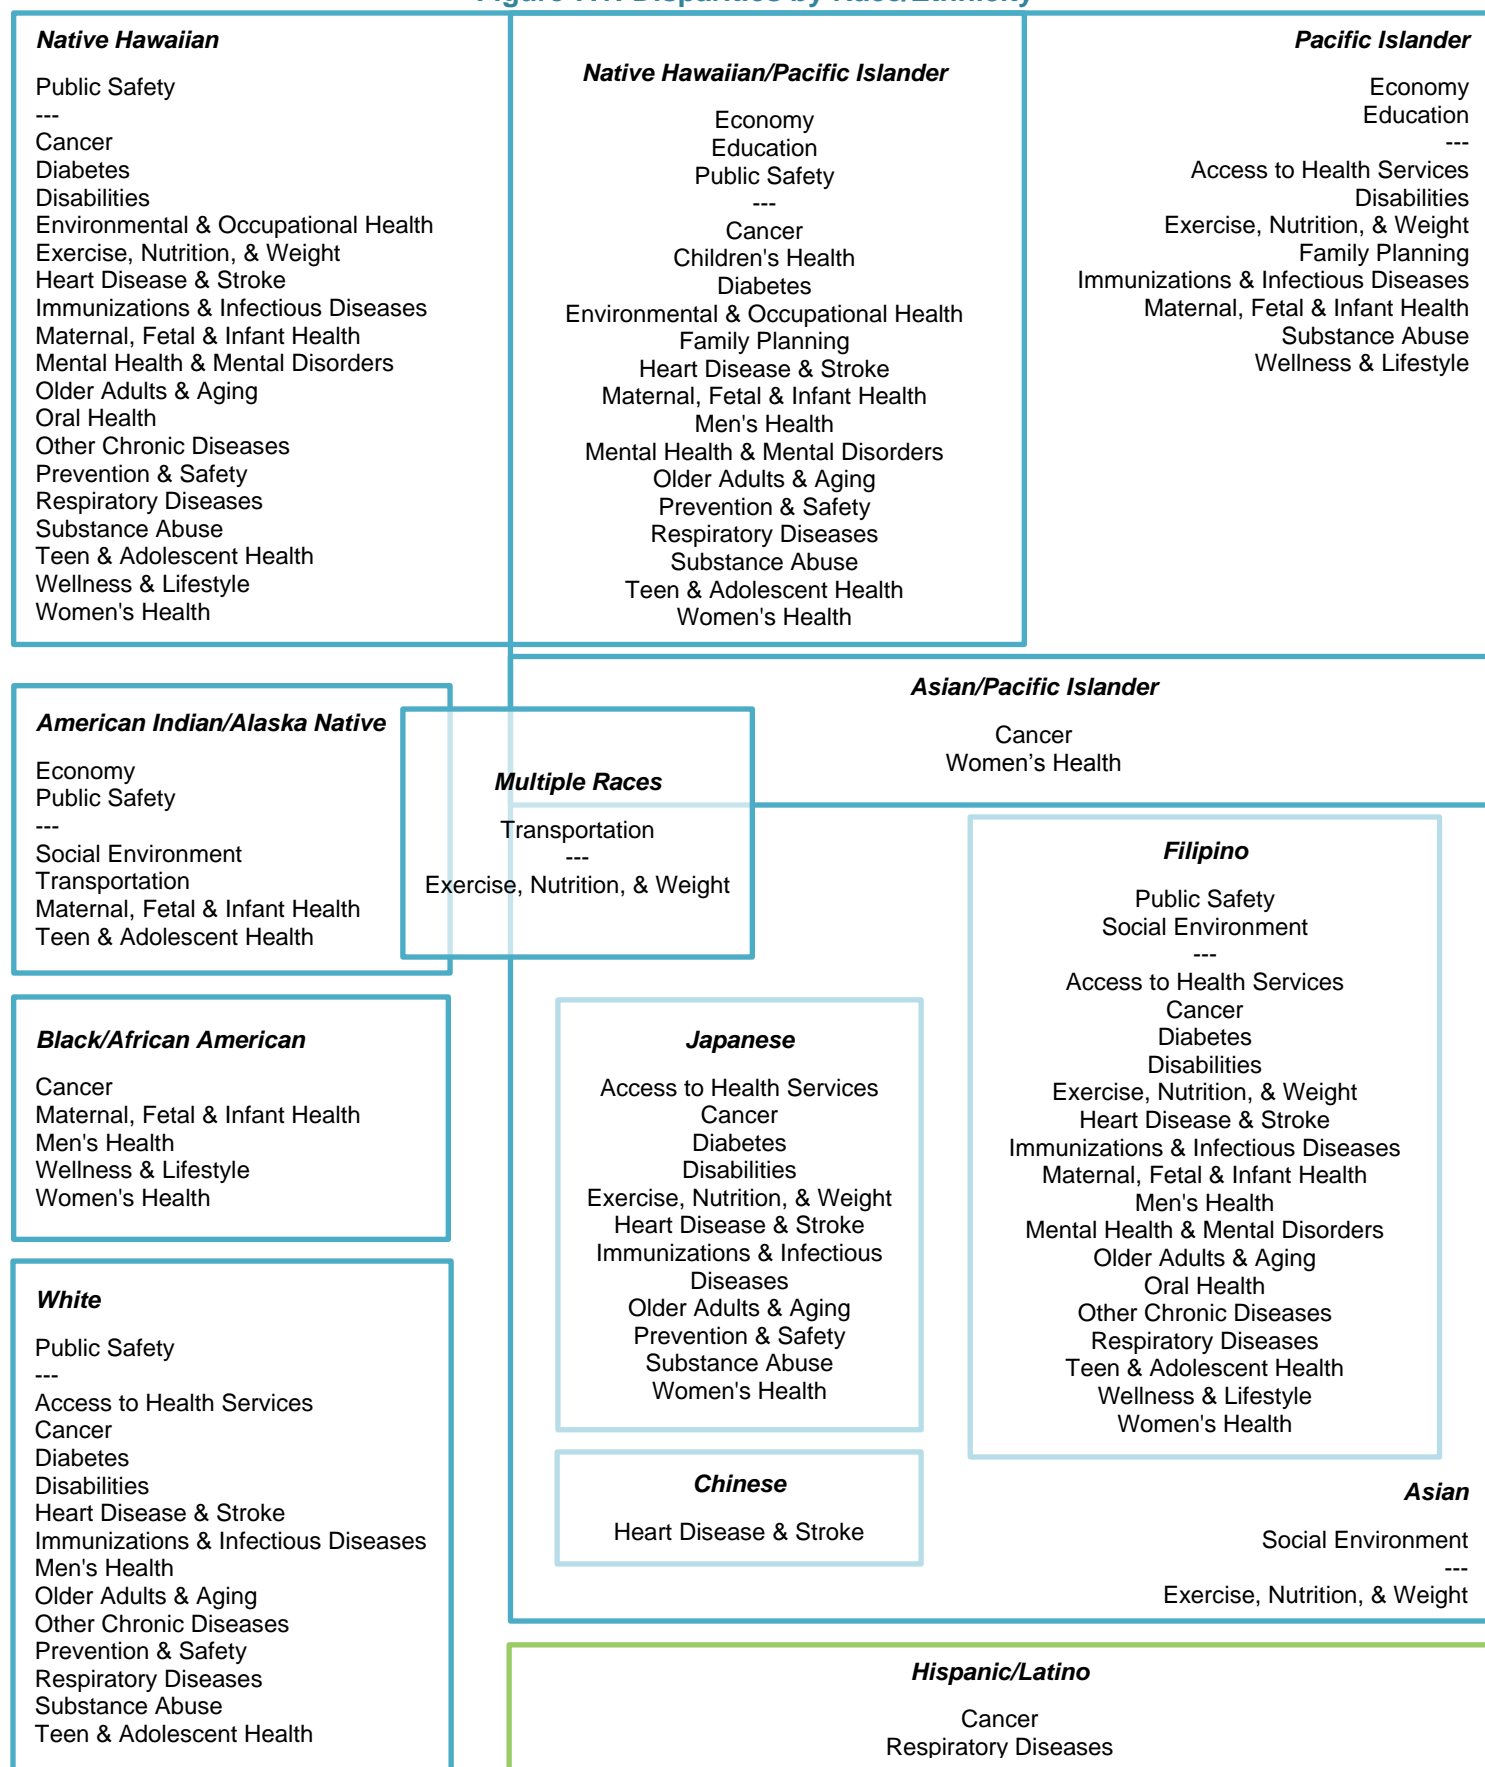 Figure 7.1: Disparities by Race/Ethnicity
Native Hawaiian
Public Safety
---
Cancer
Diabetes
Disabilities
Environmental & Occupational Health
Exercise, Nutrition, & Weight
Heart Disease & Stroke
Immunizations & Infectious Diseases
Maternal, Fetal & Infant Health
Mental Health & Mental Disorders
Older Adults & Aging
Oral Health
Other Chronic Diseases
Prevention & Safety
Respiratory Diseases
Substance Abuse
Teen & Adolescent Health
Wellness & Lifestyle
Women's Health
Native Hawaiian/Pacific Islander
Economy
Education
Public Safety
---
Cancer
Children's Health
Diabetes
Environmental & Occupational Health
Family Planning
Heart Disease & Stroke
Maternal, Fetal & Infant Health
Men's Health
Mental Health & Mental Disorders
Older Adults & Aging
Prevention & Safety
Respiratory Diseases
Substance Abuse
Teen & Adolescent Health
Women's Health
Pacific Islander
Economy
Education
---
Access to Health Services
Disabilities
Exercise, Nutrition, & Weight
Family Planning
Immunizations & Infectious Diseases
Maternal, Fetal & Infant Health
Substance Abuse
Wellness & Lifestyle
Asian/Pacific Islander
Cancer
Women’s Health
American Indian/Alaska Native
Economy
Public Safety
---
Social Environment
Transportation
Maternal, Fetal & Infant Health
Teen & Adolescent Health
Multiple Races
Transportation
---
Exercise, Nutrition, & Weight
Black/African American
Cancer
Maternal, Fetal & Infant Health
Men's Health
Wellness & Lifestyle
Women's Health
White
Public Safety
---
Access to Health Services
Cancer
Diabetes
Disabilities
Heart Disease & Stroke
Immunizations & Infectious Diseases
Men's Health
Older Adults & Aging
Other Chronic Diseases
Prevention & Safety
Respiratory Diseases
Substance Abuse
Teen & Adolescent Health
Japanese
Access to Health Services
Cancer
Diabetes
Disabilities
Exercise, Nutrition, & Weight
Heart Disease & Stroke
Immunizations & Infectious
Diseases
Older Adults & Aging
Prevention & Safety
Substance Abuse
Women's Health
Chinese
Heart Disease & Stroke
Filipino
Public Safety
Social Environment
---
Access to Health Services
Cancer
Diabetes
Disabilities
Exercise, Nutrition, & Weight
Heart Disease & Stroke
Immunizations & Infectious Diseases
Maternal, Fetal & Infant Health
Men's Health
Mental Health & Mental Disorders
Older Adults & Aging
Oral Health
Other Chronic Diseases
Respiratory Diseases
Teen & Adolescent Health
Wellness & Lifestyle
Women's Health
Asian
Social Environment
---
Exercise, Nutrition, & Weight
Hispanic/Latino
Cancer
Respiratory Diseases